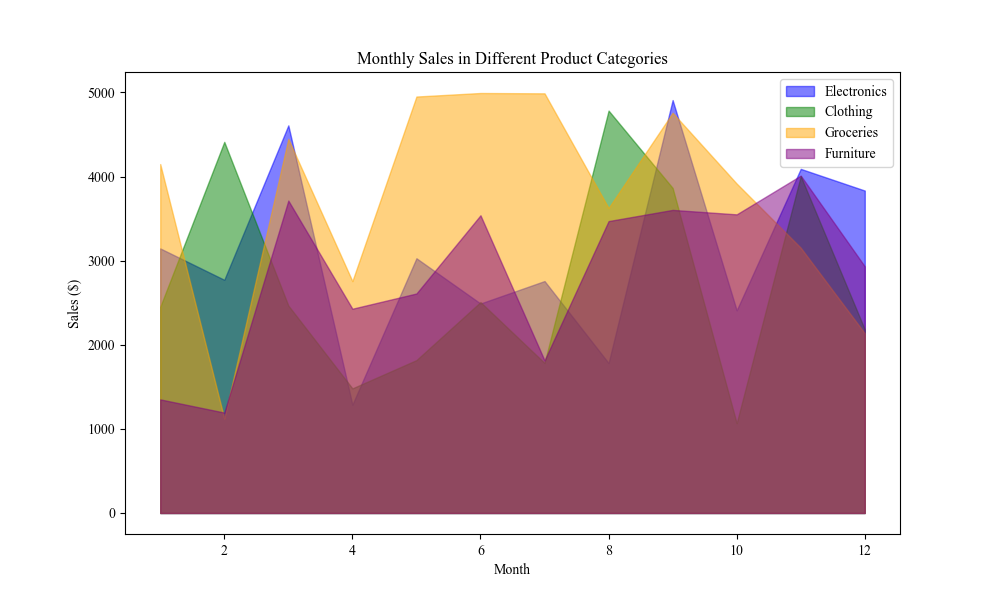 Monthly Sales in Different Product Categories
Electronics
Clothing
Groceries
Furniture
5000
4000
3000
2000
1000
0
Sales ($)
2 4 6 8 10 12
Month